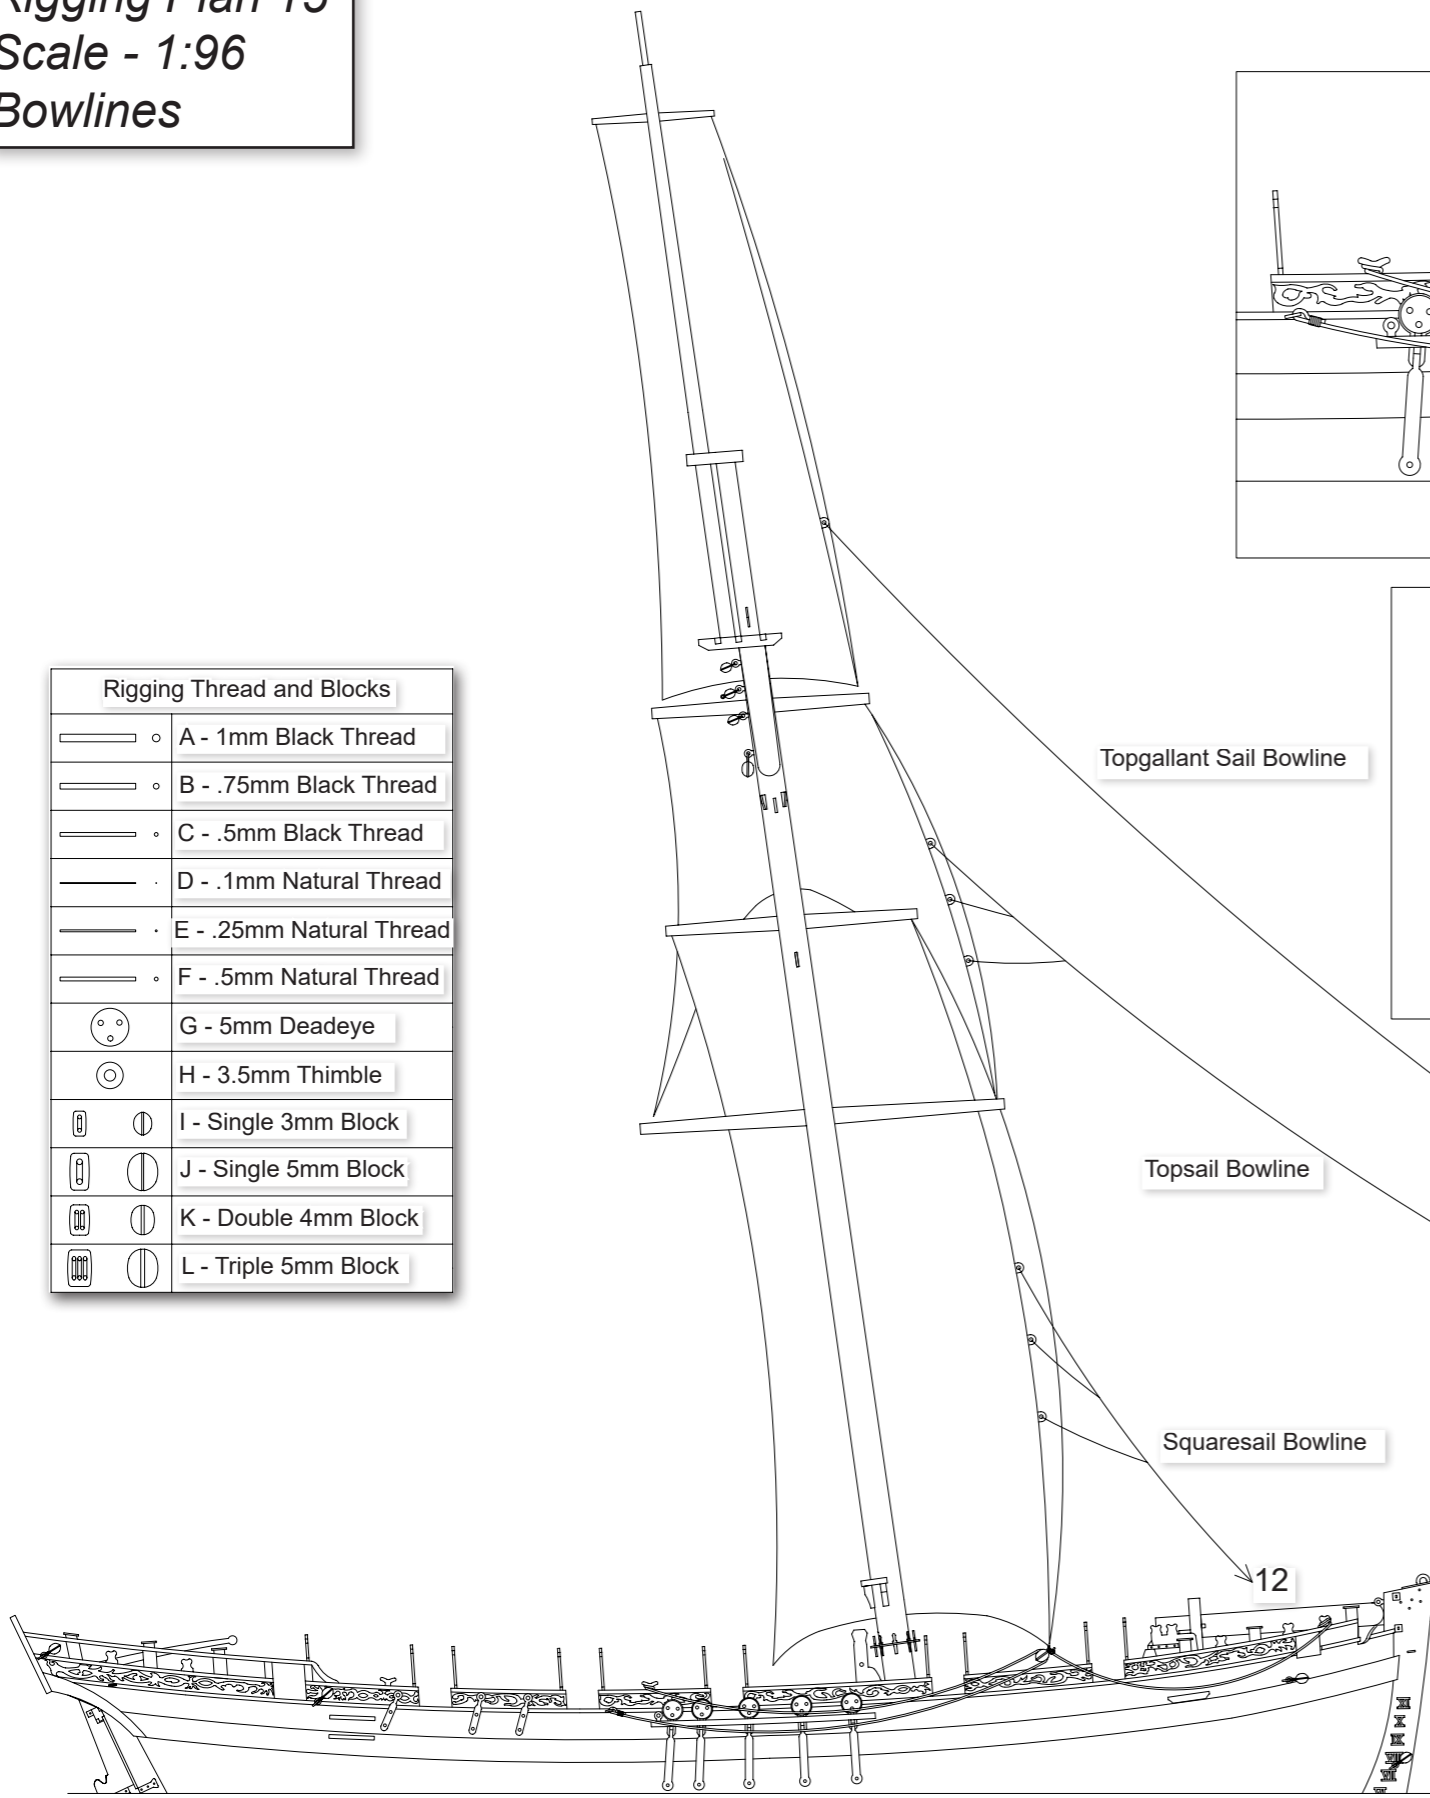 Rigging Plan 15
Scale - 1:96
Bowlines
Rigging Thread and Blocks
A - 1mm Black Thread
B - .75mm Black Thread
C - .5mm Black Thread
D - .1mm Natural Thread
E - .25mm Natural Thread
F - .5mm Natural Thread
G - 5mm Deadeye
H - 3.5mm Thimble
I - Single 3mm Block
J - Single 5mm Block
K - Double 4mm Block
L - Triple 5mm Block
Topgallant Sail Bowline
Topsail Bowline
Squaresail Bowline
12